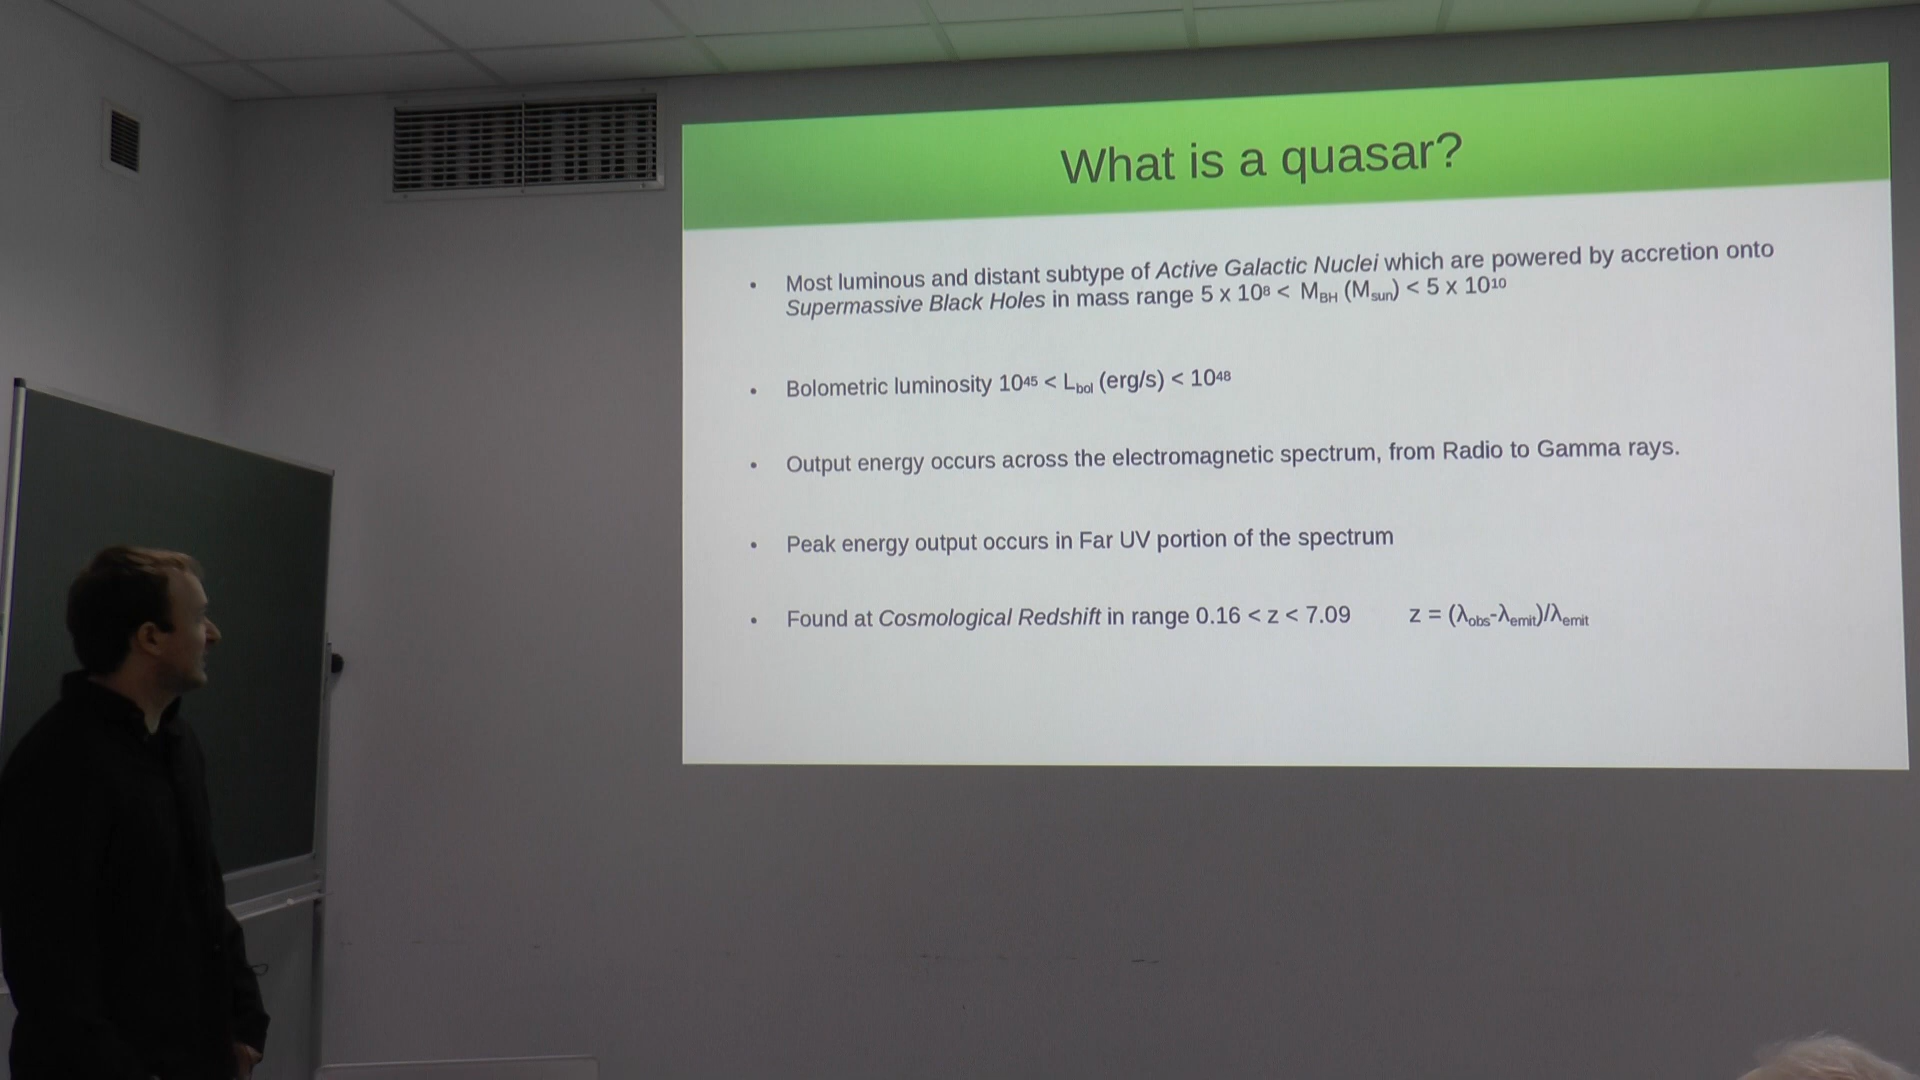 What is a quasar?
• Most luminous and distant subtype of Active Galactic Nuclei which are powered by accretion onto
Supermassive Black Holes in mass range 5 x 10⁸ < M_BH (M_sun) < 5 x 10¹⁰
• Bolometric luminosity 10⁴⁵ < L_bol (erg/s) < 10⁴⁸
• Output energy occurs across the electromagnetic spectrum, from Radio to Gamma rays.
• Peak energy output occurs in Far UV portion of the spectrum
• Found at Cosmological Redshift in range 0.16 < z < 7.09 z = (λ_obs-λ_emit)/λ_emit